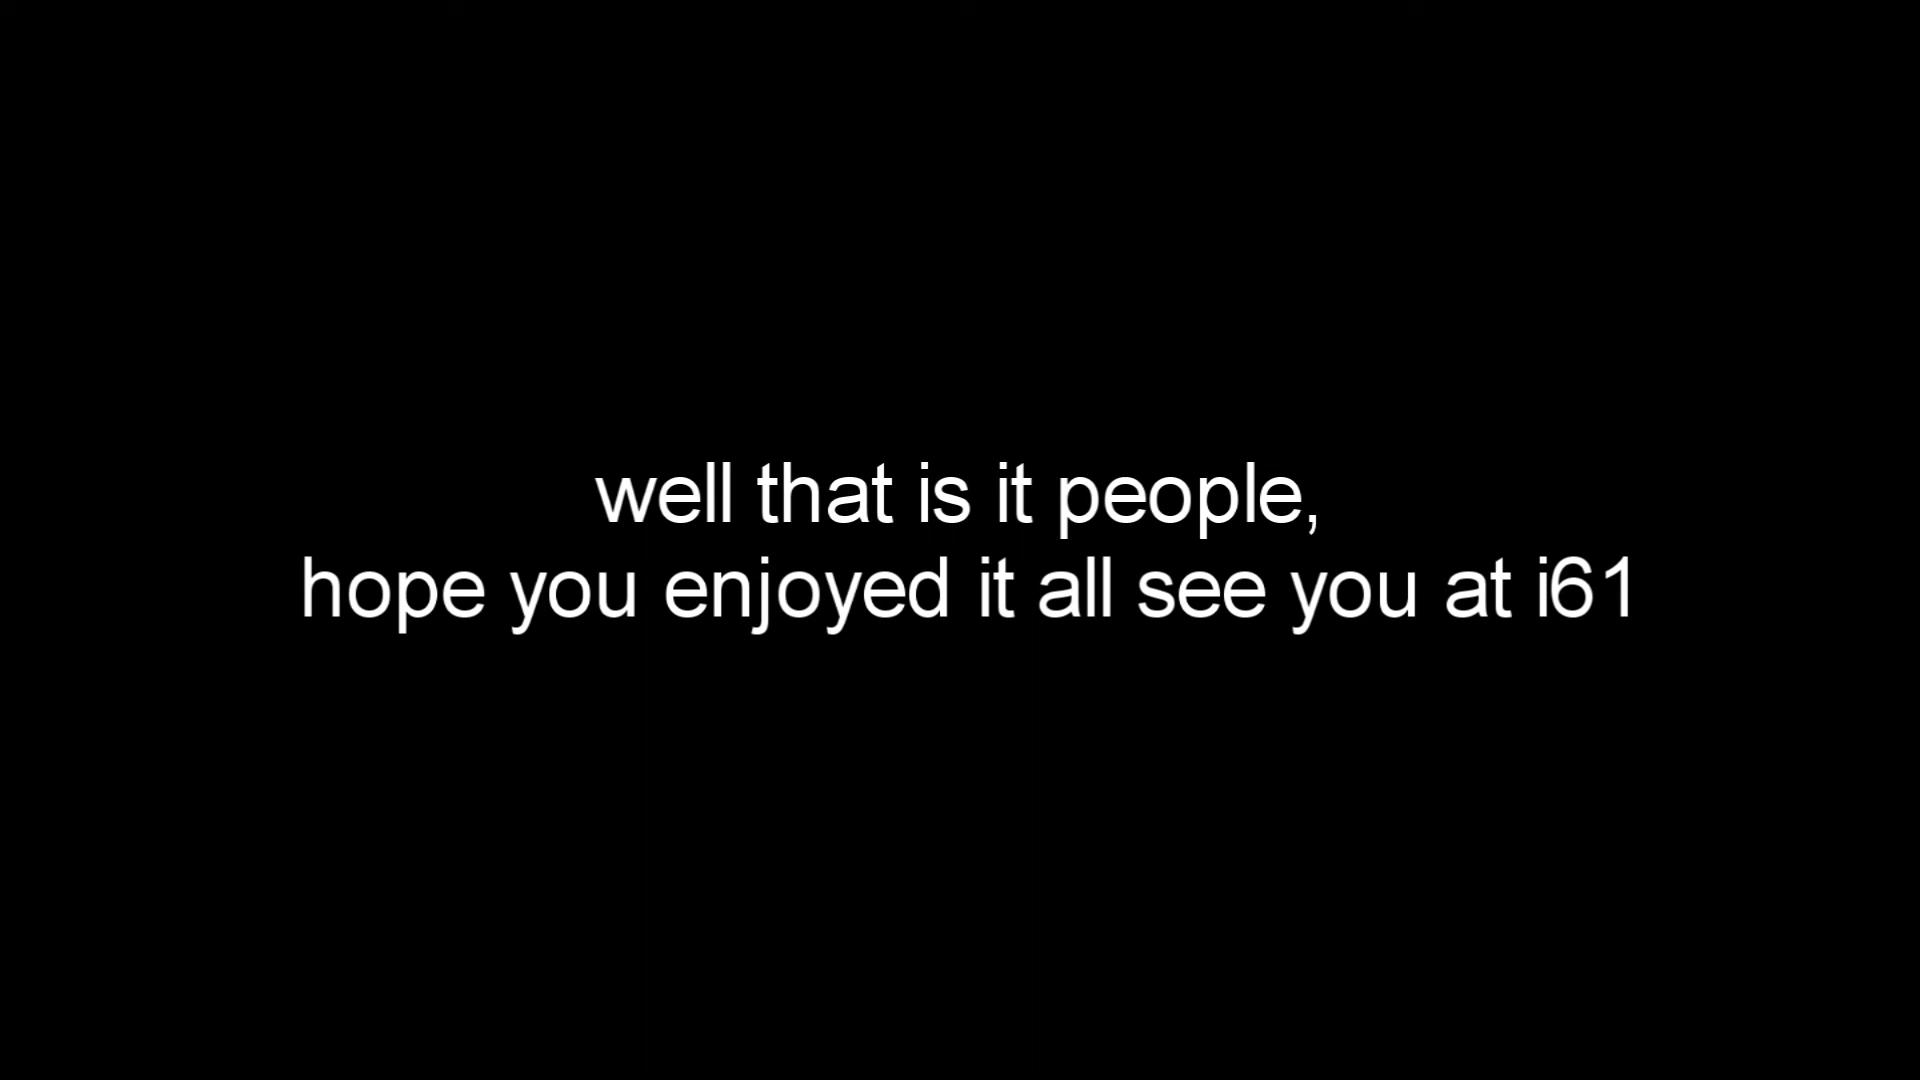 well that is it people,
hope you enjoyed it all see you at i61